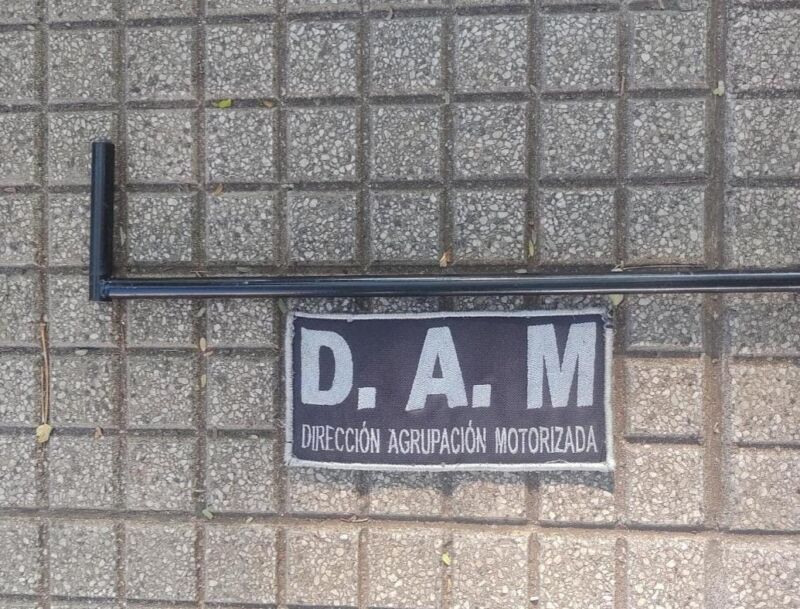 D. A. M
DIRECCIÓN AGRUPACIÓN MOTORIZADA